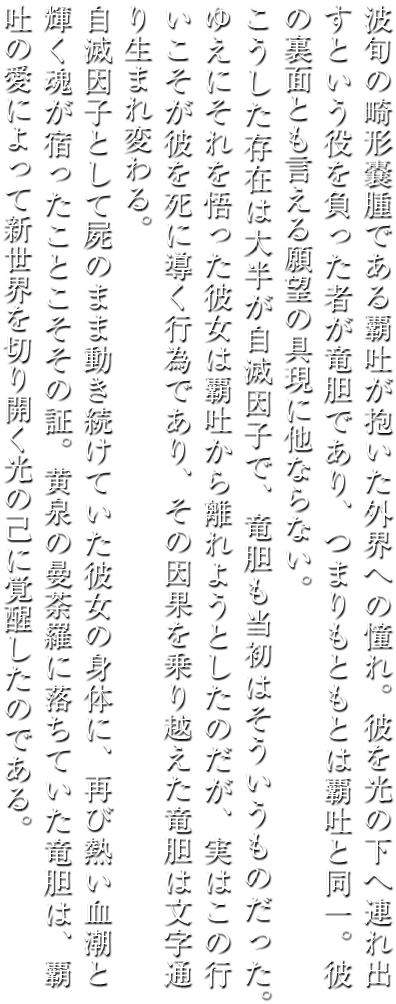 波旬の畸形嚢腫である覇吐が抱いた外界への憧れ。彼を光の下へ連れ出
すという役を負った者が竜胆であり、つまりもともとは覇吐と同一。彼
の裏面とも言える願望の具現に他ならない。
こうした存在は大半が自滅因子で、竜胆も当初はそういうものだった。
ゆえにそれを悟った彼女は覇吐から離れようとしたのだが、実はこの行
いこそが彼を死に導く行為であり、その因果を乗り越えた竜胆は文字通
り生まれ変わる。
自滅因子として屍のまま動き続けていた彼女の身体に、再び熱い血潮と
輝く魂が宿ったことこそその証。黄泉の曼荼羅に落ちていた竜胆は、覇
吐の愛によって新世界を切り開く光の己に覚醒したのである。